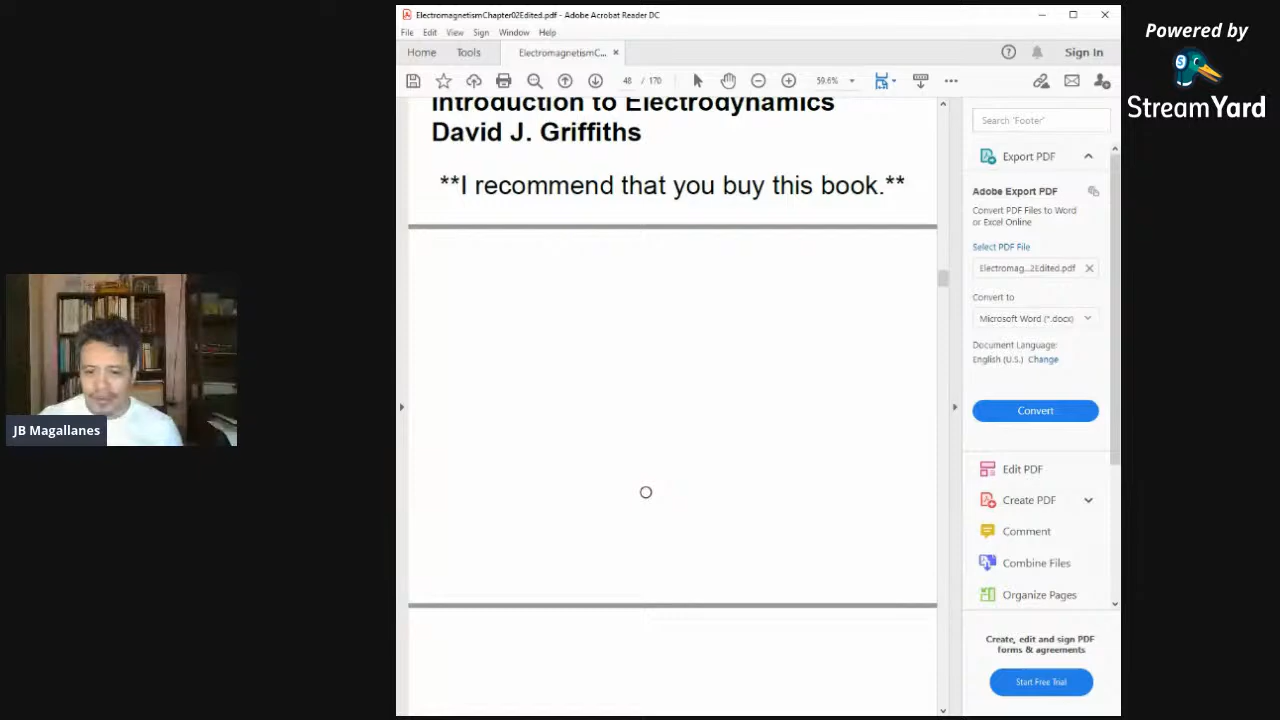 ElectromagnetismChapter02Edited.pdf - Adobe Acrobat Reader DC
File Edit View Sign Window Help
Home Tools ElectromagnetismC... × Sign In
48 / 170 59.6%
Introduction to Electrodynamics
David J. Griffiths
**I recommend that you buy this book.**
Search 'Footer'
Export PDF
Adobe Export PDF
Convert PDF Files to Word
or Excel Online
Select PDF File
Electromag...2Edited.pdf
Convert to
Microsoft Word (*.docx)
Document Language:
English (U.S.) Change
Convert
Edit PDF
Create PDF
Comment
Combine Files
Organize Pages
Create, edit and sign PDF
forms & agreements
Start Free Trial
JB Magallanes
Powered by
StreamYard